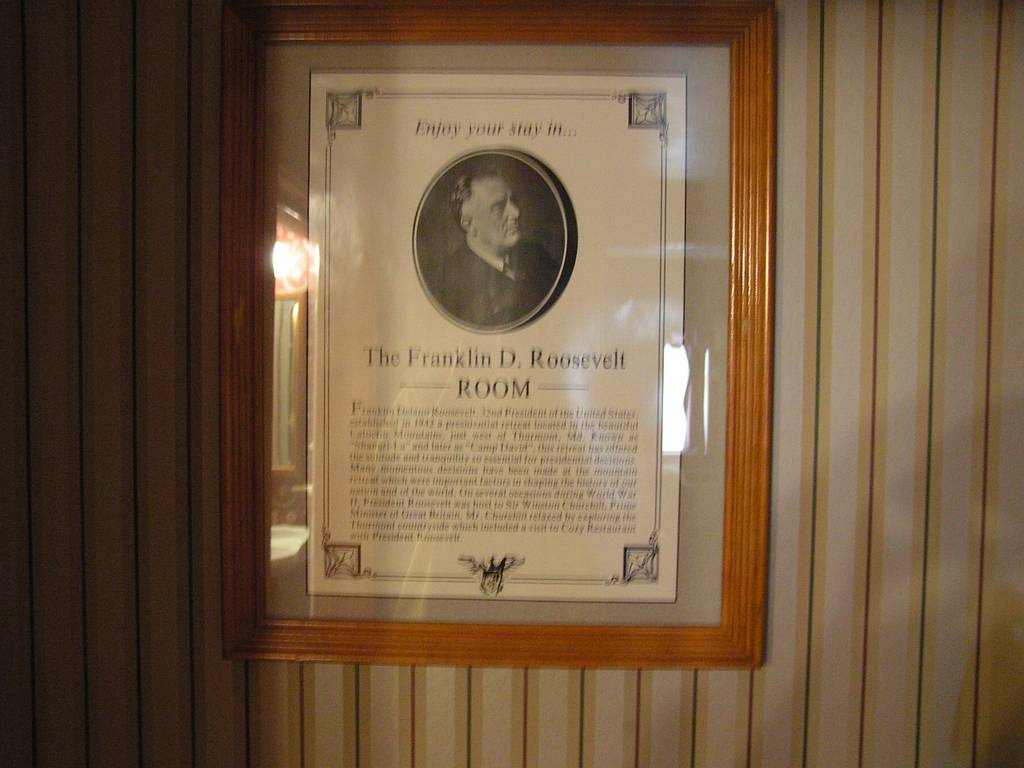 Enjoy your stay in...
The Franklin D. Roosevelt
ROOM
Franklin Delano Roosevelt, 32nd President of the United States,
established in 1942 a presidential retreat located in the beautiful
Catoctin Mountains, just west of Thurmont, Md. Known as
"Shangri-La" and later as "Camp David", this retreat has offered
the solitude and tranquility so essential for presidential decisions.
Many momentous decisions have been made at the mountain
retreat which were important factors in shaping the history of our
nation and of the world. On several occasions during World War
II, President Roosevelt was host to Sir Winston Churchill, Prime
Minister of Great Britain. Mr. Churchill relaxed by exploring the
Thurmont countryside which included a visit to Cozy Restaurant
with President Roosevelt.